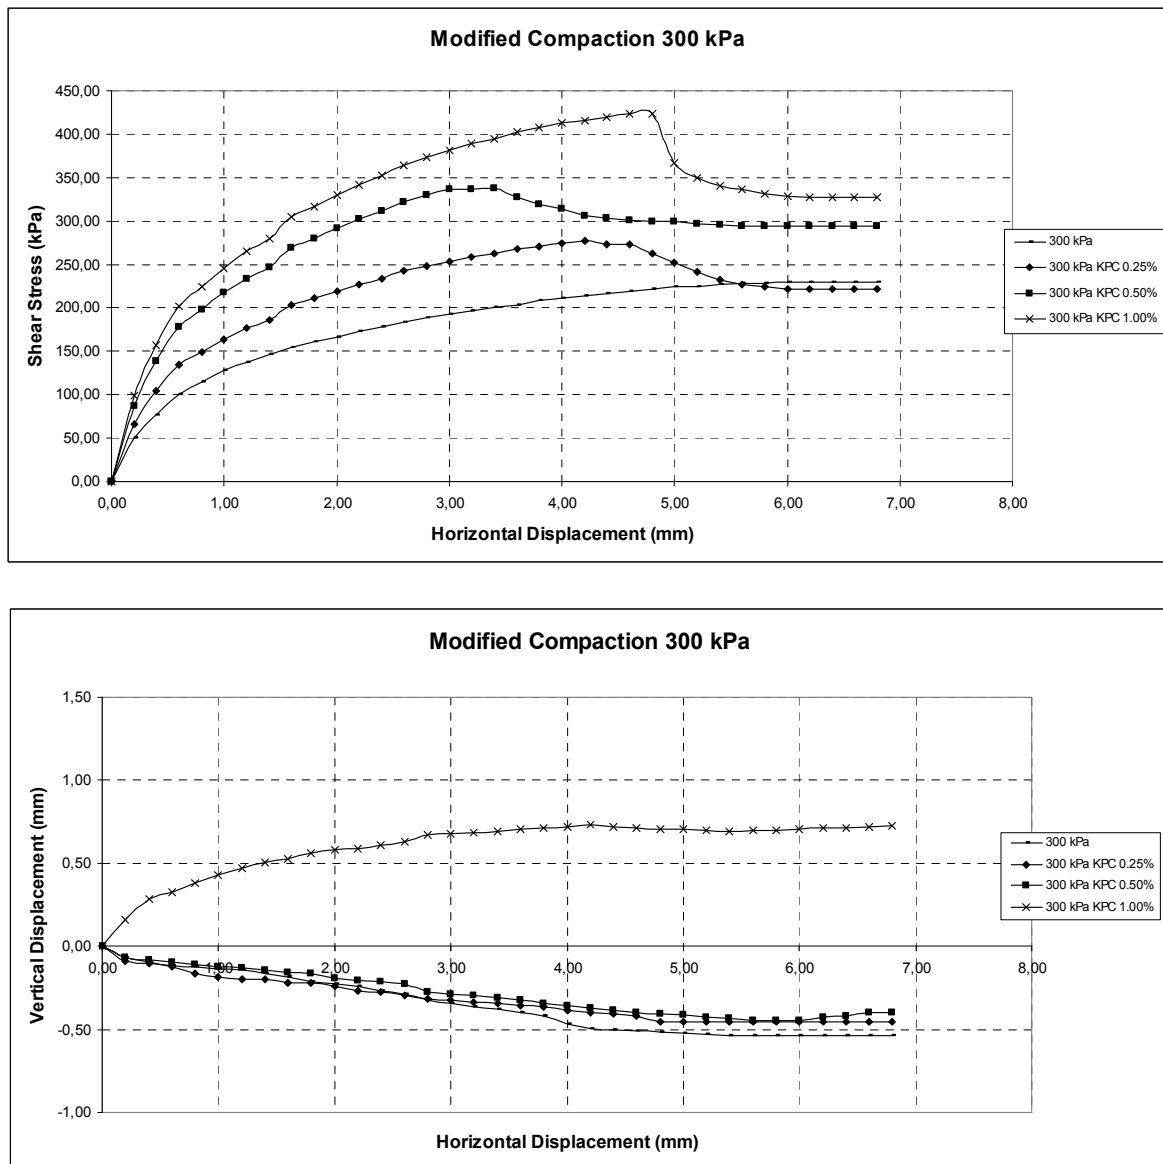 Modified Compaction 300 kPa
450,00
400,00
350,00
300,00
250,00
200,00
150,00
100,00
50,00
0,00
Shear Stress (kPa)
0,00 1,00 2,00 3,00 4,00 5,00 6,00 7,00 8,00
Horizontal Displacement (mm)
300 kPa
300 kPa KPC 0.25%
300 kPa KPC 0.50%
300 kPa KPC 1.00%
Modified Compaction 300 kPa
1,50
1,00
0,50
0,00
-0,50
-1,00
Vertical Displacement (mm)
0,00 1,00 2,00 3,00 4,00 5,00 6,00 7,00 8,00
Horizontal Displacement (mm)
300 kPa
300 kPa KPC 0.25%
300 kPa KPC 0.50%
300 kPa KPC 1.00%